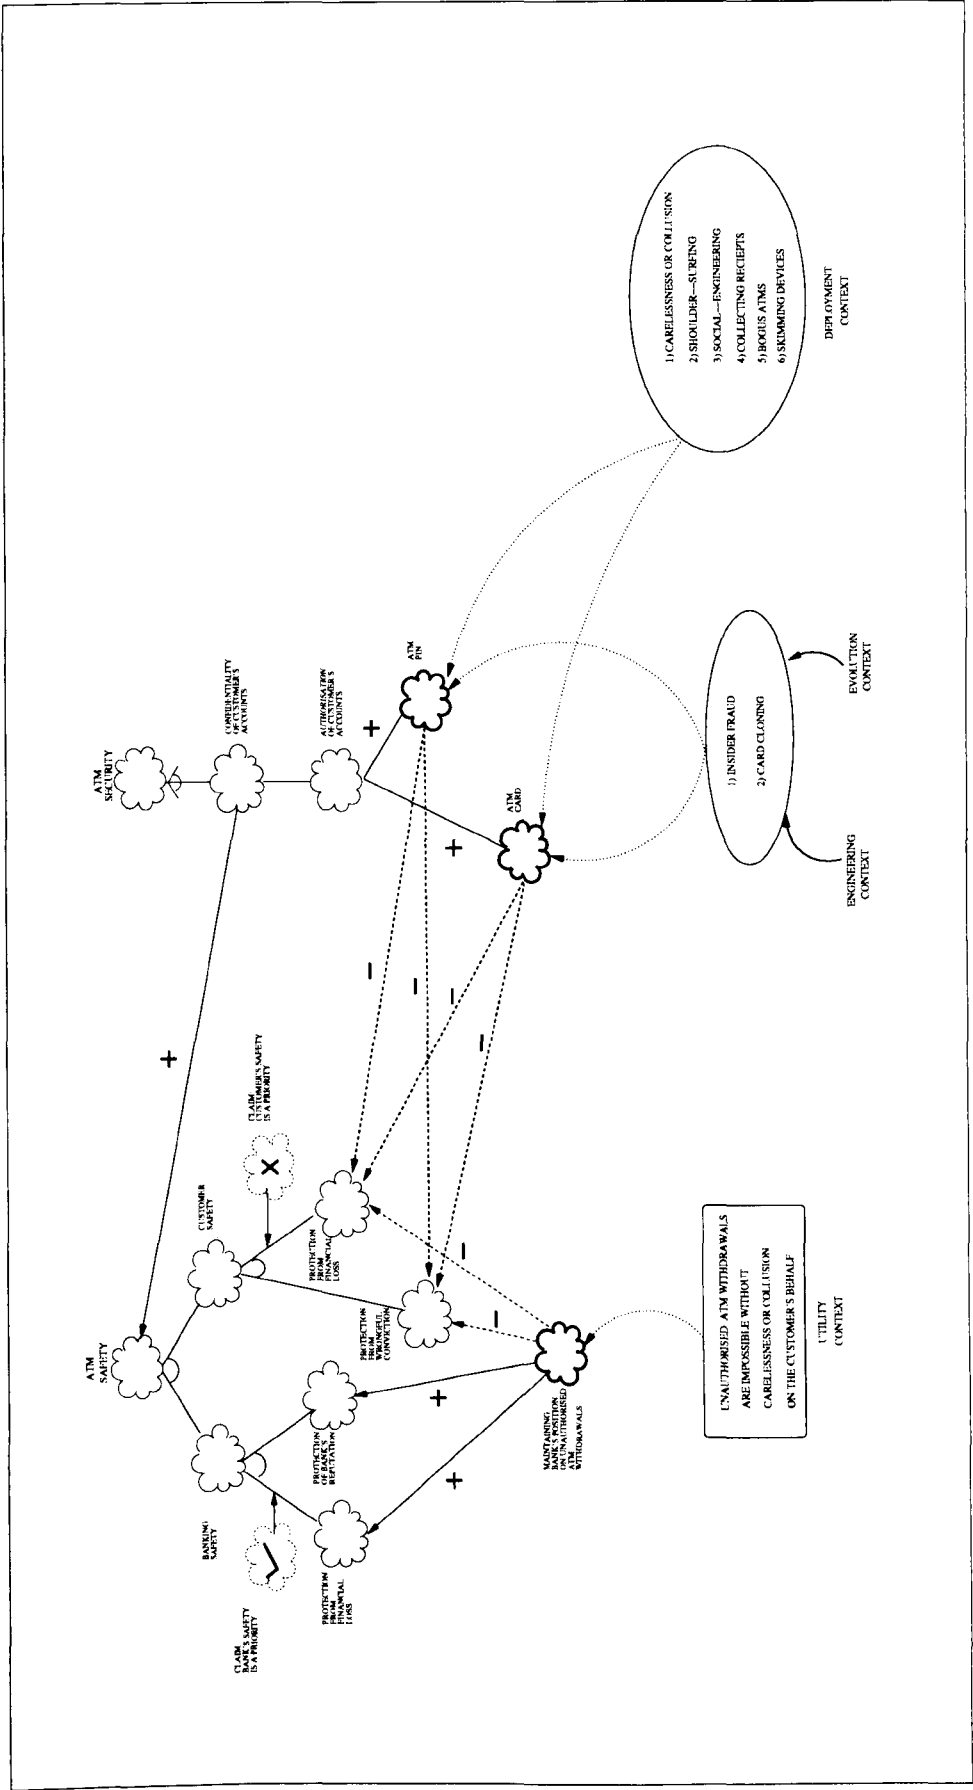 ATM
SAFETY
ATM
SECURITY
BANKING
SAFETY
CUSTOMER
SAFETY
CONFIDENTIALITY
OF CUSTOMER'S
ACCOUNTS
+
CLAIM
BANK'S SAFETY
IS A PRIORITY
CLAIM
CUSTOMER'S SAFETY
IS A PRIORITY
X
PROTECTION
FROM
FINANCIAL
LOSS
PROTECTION
OF BANK'S
REPUTATION
PROTECTION
FROM
WRONGFUL
CONVICTION
PROTECTION
FROM
FINANCIAL
LOSS
AUTHORISATION
OF CUSTOMER'S
ACCOUNTS
+
+
ATM
PIN
ATM
CARD
−
−
−
−
−
−
+
+
MAINTAINING
BANK'S POSITION
ON UNAUTHORISED
ATM
WITHDRAWALS
UNAUTHORISED ATM WITHDRAWALS
ARE IMPOSSIBLE WITHOUT
CARELESSNESS OR COLLUSION
ON THE CUSTOMER'S BEHALF
UTILITY
CONTEXT
1) INSIDER FRAUD
2) CARD CLONING
ENGINEERING
CONTEXT
EVOLUTION
CONTEXT
1) CARELESSNESS OR COLLUSION
2) SHOULDER—SURFING
3) SOCIAL—ENGINEERING
4) COLLECTING RECIEPTS
5) BOGUS ATMS
6) SKIMMING DEVICES
DEPLOYMENT
CONTEXT